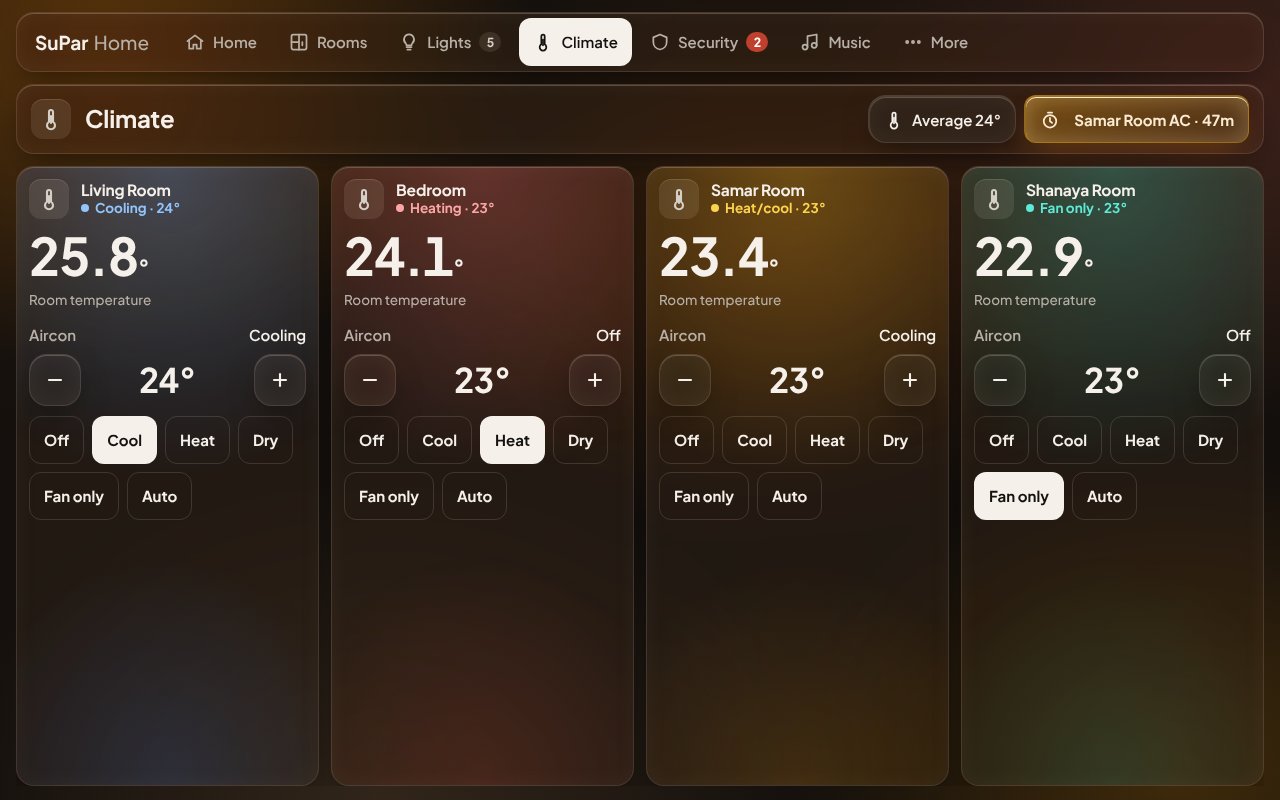 SuPar Home
Home
Rooms
Lights 5
Climate
Security 2
Music
More
Climate
Average 24°
Samar Room AC · 47m
Living Room
Cooling · 24°
25.8°
Room temperature
Aircon Cooling
− 24° +
Off Cool Heat Dry
Fan only Auto
Bedroom
Heating · 23°
24.1°
Room temperature
Aircon Off
− 23° +
Off Cool Heat Dry
Fan only Auto
Samar Room
Heat/cool · 23°
23.4°
Room temperature
Aircon Cooling
− 23° +
Off Cool Heat Dry
Fan only Auto
Shanaya Room
Fan only · 23°
22.9°
Room temperature
Aircon Off
− 23° +
Off Cool Heat Dry
Fan only Auto